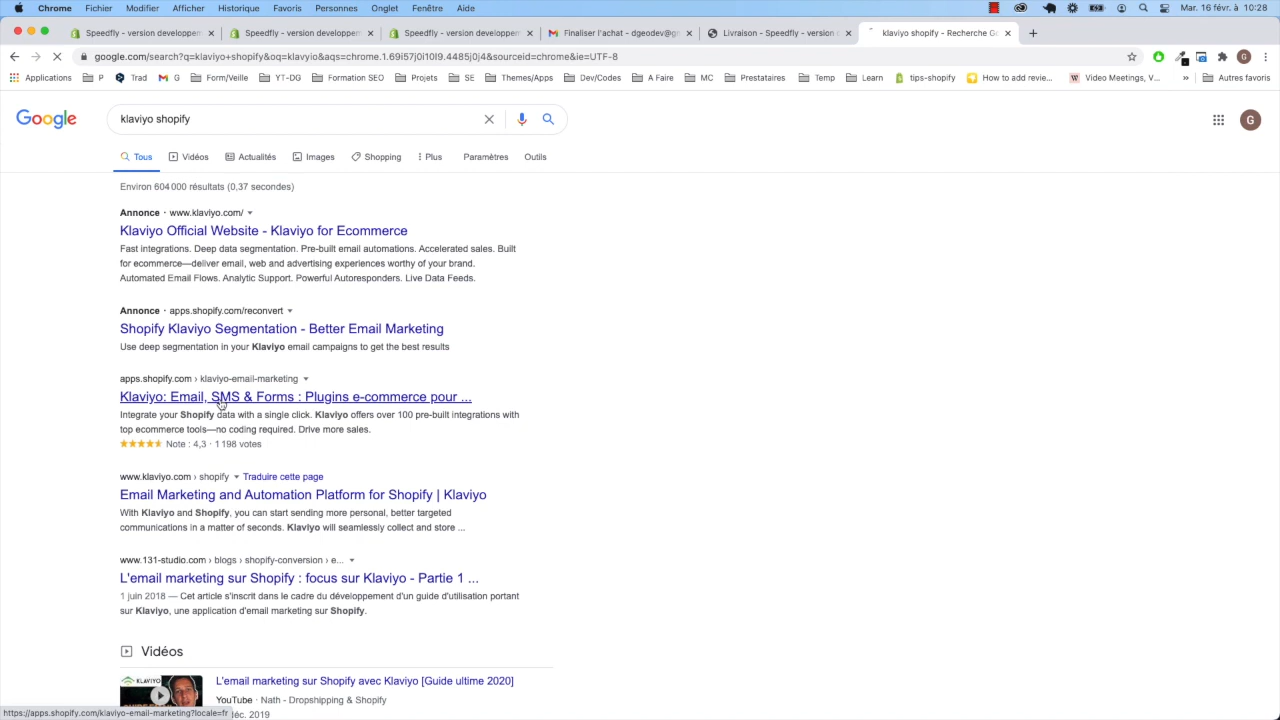 Chrome Fichier Modifier Afficher Historique Favoris Personnes Onglet Fenêtre Aide Mar. 16 févr. à 10:28
Speedfly – version developpem × Speedfly – version developpem × Speedfly – version developpem × Finaliser l'achat - dgeodev@gm × Livraison - Speedfly - version d × klaviyo shopify - Recherche Go × +
google.com/search?q=klaviyo+shopify&oq=klaviyo&aqs=chrome.1.69i57j0i10l9.4485j0j4&sourceid=chrome&ie=UTF-8
Applications P Trad G Form/Veille YT-DG Formation SEO Projets SE Themes/Apps Dev/Codes A Faire MC Prestataires Temp Learn tips-shopify How to add revie... Video Meetings, V... » Autres favoris
Google klaviyo shopify G
Tous Vidéos Actualités Images Shopping Plus Paramètres Outils
Environ 604 000 résultats (0,37 secondes)
Annonce · www.klaviyo.com/
Klaviyo Official Website - Klaviyo for Ecommerce
Fast integrations. Deep data segmentation. Pre-built email automations. Accelerated sales. Built
for ecommerce—deliver email, web and advertising experiences worthy of your brand.
Automated Email Flows. Analytic Support. Powerful Autoresponders. Live Data Feeds.
Annonce · apps.shopify.com/reconvert
Shopify Klaviyo Segmentation - Better Email Marketing
Use deep segmentation in your Klaviyo email campaigns to get the best results
apps.shopify.com › klaviyo-email-marketing
Klaviyo: Email, SMS & Forms : Plugins e-commerce pour ...
Integrate your Shopify data with a single click. Klaviyo offers over 100 pre-built integrations with
top ecommerce tools—no coding required. Drive more sales.
Note : 4,3 · 1 198 votes
www.klaviyo.com › shopify Traduire cette page
Email Marketing and Automation Platform for Shopify | Klaviyo
With Klaviyo and Shopify, you can start sending more personal, better targeted
communications in a matter of seconds. Klaviyo will seamlessly collect and store ...
www.131-studio.com › blogs › shopify-conversion › e...
L'email marketing sur Shopify : focus sur Klaviyo - Partie 1 ...
1 juin 2018 — Cet article s'inscrit dans le cadre du développement d'un guide d'utilisation portant
sur Klaviyo, une application d'email marketing sur Shopify.
Vidéos
KLAVIYO
L'email marketing sur Shopify avec Klaviyo [Guide ultime 2020]
YouTube · Nath - Dropshipping & Shopify
déc. 2019
https://apps.shopify.com/klaviyo-email-marketing?locale=fr